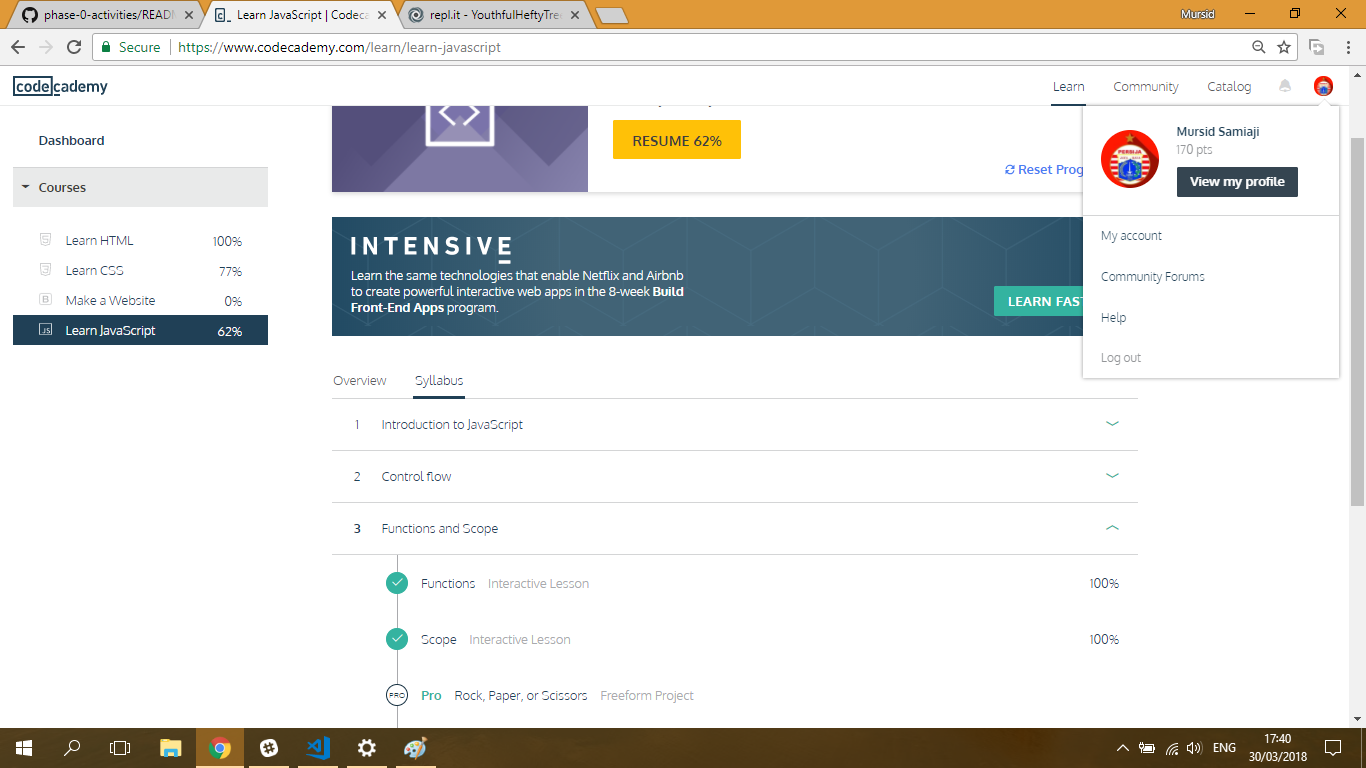 phase-0-activities/READ
Learn JavaScript | Codeca
repl.it - YouthfulHeftyTre
Mursid
Secure
https://www.codecademy.com/learn/learn-javascript
codecademy
Learn
Community
Catalog
Dashboard
Courses
Learn HTML 100%
Learn CSS 77%
Make a Website 0%
Learn JavaScript 62%
RESUME 62%
Reset Prog
Mursid Samiaji
170 pts
View my profile
My account
Community Forums
Help
Log out
PERSIJA
INTENSIVE
Learn the same technologies that enable Netflix and Airbnb
to create powerful interactive web apps in the 8-week Build
Front-End Apps program.
LEARN FAST
Overview
Syllabus
1 Introduction to JavaScript
2 Control flow
3 Functions and Scope
Functions Interactive Lesson 100%
Scope Interactive Lesson 100%
PRO Pro Rock, Paper, or Scissors Freeform Project
ENG
17:40
30/03/2018